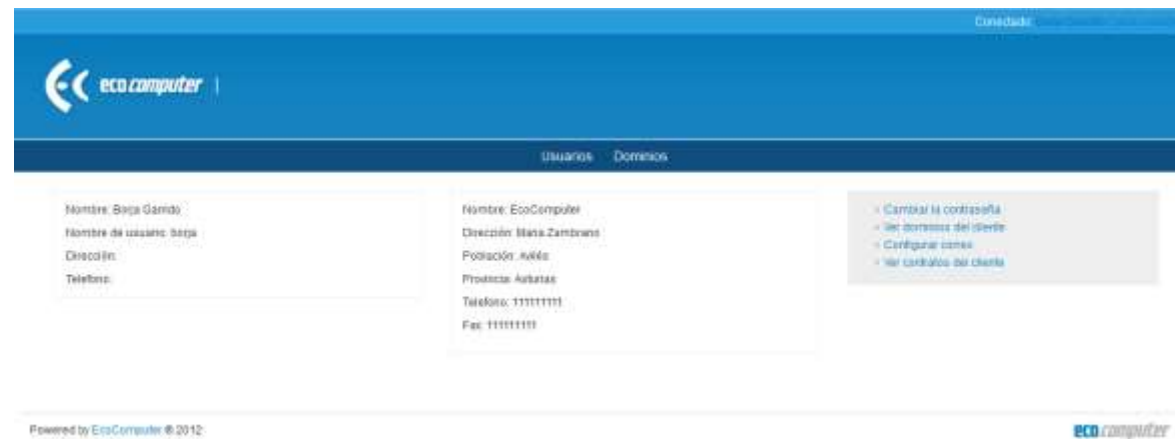 Conectado:
eco computer
Usuarios Dominios
Nombre: Borja Garrido
Nombre de usuario: borja
Dirección:
Telefono:
Nombre: EcoComputer
Dirección: Maria Zambrano
Población: Avilés
Provincia: Asturias
Telefono: 111111111
Fax: 111111111
Cambiar la contraseña
Ver dominios del cliente
Configurar correo
Ver contratos del cliente
Powered by EcoComputer ® 2012
eco computer